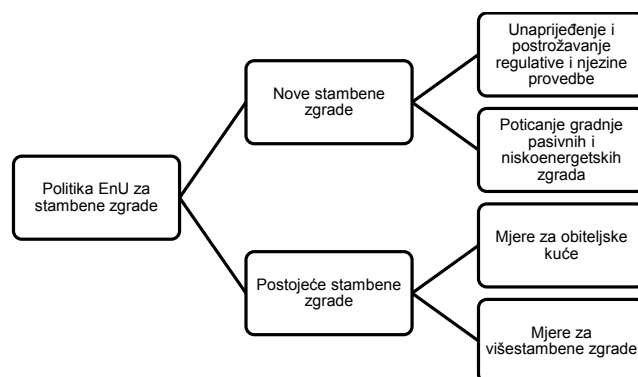 Politika EnU za
stambene zgrade
Nove stambene
zgrade
Unaprijeđenje i
postrožavanje
regulative i njezine
provedbe
Poticanje gradnje
pasivnih i
niskoenergetskih
zgrada
Postojeće stambene
zgrade
Mjere za obiteljske
kuće
Mjere za
višestambene zgrade